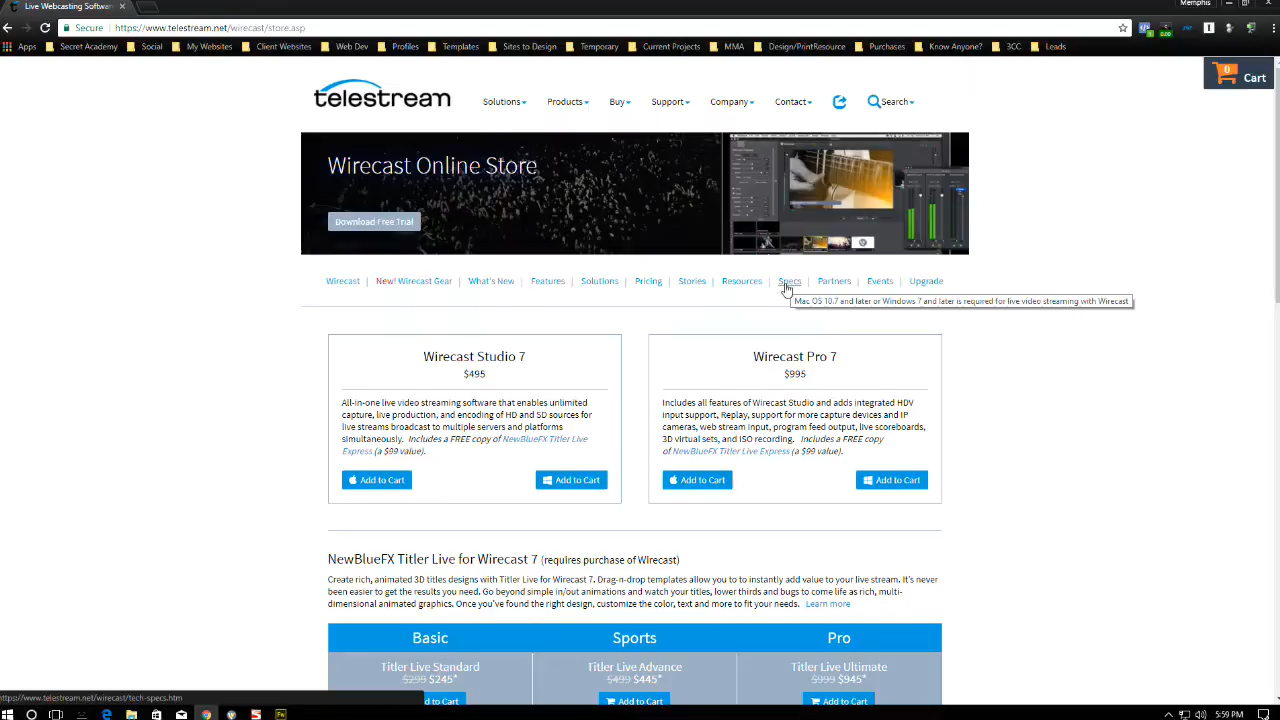 Live Webcasting Softwar
Memphis
Secure
https://www.telestream.net/wirecast/store.asp
Apps Secret Academy Social My Websites Client Websites Web Dev Profiles Templates Sites to Design Temporary Current Projects MMA Design/PrintResource Purchases Know Anyone? 3CC Leads
0 Cart
telestream
Solutions Products Buy Support Company Contact Search
Wirecast Online Store
Download Free Trial
Wirecast | New! Wirecast Gear | What's New | Features | Solutions | Pricing | Stories | Resources | Specs | Partners | Events | Upgrade
Mac OS 10.7 and later or Windows 7 and later is required for live video streaming with Wirecast
Wirecast Studio 7
$495
All-in-one live video streaming software that enables unlimited
capture, live production, and encoding of HD and SD sources for
live streams broadcast to multiple servers and platforms
simultaneously. Includes a FREE copy of NewBlueFX Titler Live
Express (a $99 value).
Add to Cart Add to Cart
Wirecast Pro 7
$995
Includes all features of Wirecast Studio and adds integrated HDV
input support, Replay, support for more capture devices and IP
cameras, web stream input, program feed output, live scoreboards,
3D virtual sets, and ISO recording. Includes a FREE copy
of NewBlueFX Titler Live Express (a $99 value).
Add to Cart Add to Cart
NewBlueFX Titler Live for Wirecast 7 (requires purchase of Wirecast)
Create rich, animated 3D titles designs with Titler Live for Wirecast 7. Drag-n-drop templates allow you to to instantly add value to your live stream. It's never
been easier to get the results you need. Go beyond simple in/out animations and watch your titles, lower thirds and bugs to come life as rich, multi-
dimensional animated graphics. Once you've found the right design, customize the color, text and more to fit your needs. Learn more
Basic Sports Pro
Titler Live Standard Titler Live Advance Titler Live Ultimate
$299 $245* $499 $445* $999 $945*
d to Cart Add to Cart Add to Cart
https://www.telestream.net/wirecast/tech-specs.htm
5:59 PM